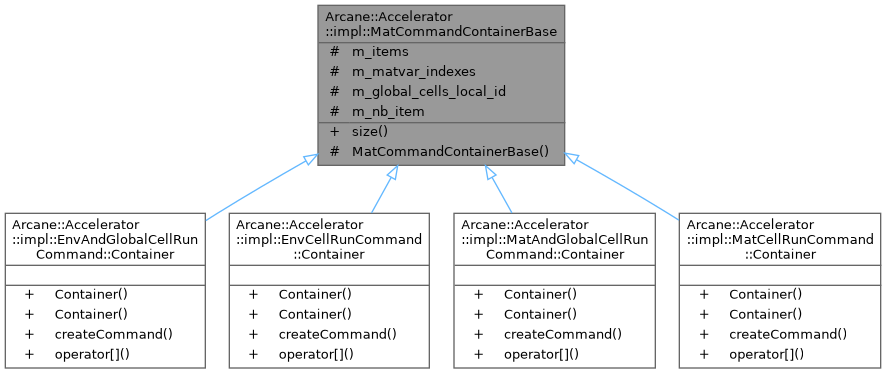 Arcane::Accelerator
::impl::MatCommandContainerBase
# m_items
# m_matvar_indexes
# m_global_cells_local_id
# m_nb_item
+ size()
# MatCommandContainerBase()
Arcane::Accelerator
::impl::EnvAndGlobalCellRun
Command::Container
+ Container()
+ Container()
+ createCommand()
+ operator[]()
Arcane::Accelerator
::impl::EnvCellRunCommand
::Container
+ Container()
+ Container()
+ createCommand()
+ operator[]()
Arcane::Accelerator
::impl::MatAndGlobalCellRun
Command::Container
+ Container()
+ Container()
+ createCommand()
+ operator[]()
Arcane::Accelerator
::impl::MatCellRunCommand
::Container
+ Container()
+ Container()
+ createCommand()
+ operator[]()